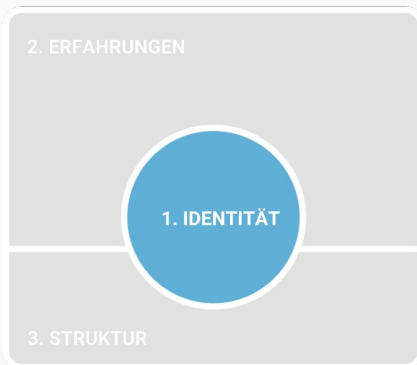 2. ERFAHRUNGEN
1. IDENTITÄT
3. STRUKTUR